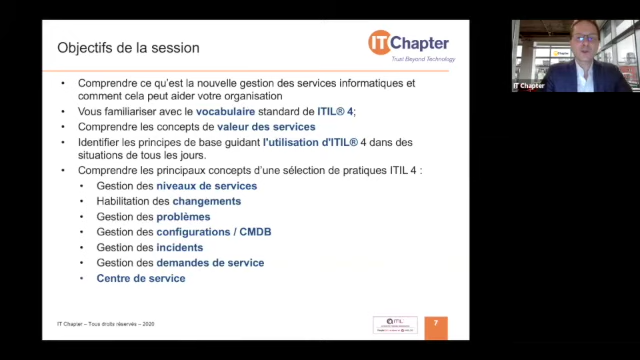 Objectifs de la session
IT Chapter
Trust Beyond Technology
• Comprendre ce qu'est la nouvelle gestion des services informatiques et
comment cela peut aider votre organisation
• Vous familiariser avec le vocabulaire standard de ITIL® 4;
• Comprendre les concepts de valeur des services
• Identifier les principes de base guidant l'utilisation d'ITIL® 4 dans des
situations de tous les jours.
• Comprendre les principaux concepts d'une sélection de pratiques ITIL 4 :
• Gestion des niveaux de services
• Habilitation des changements
• Gestion des problèmes
• Gestion des configurations / CMDB
• Gestion des incidents
• Gestion des demandes de service
• Centre de service
IT Chapter – Tous droits réservés – 2020
7
IT Chapter